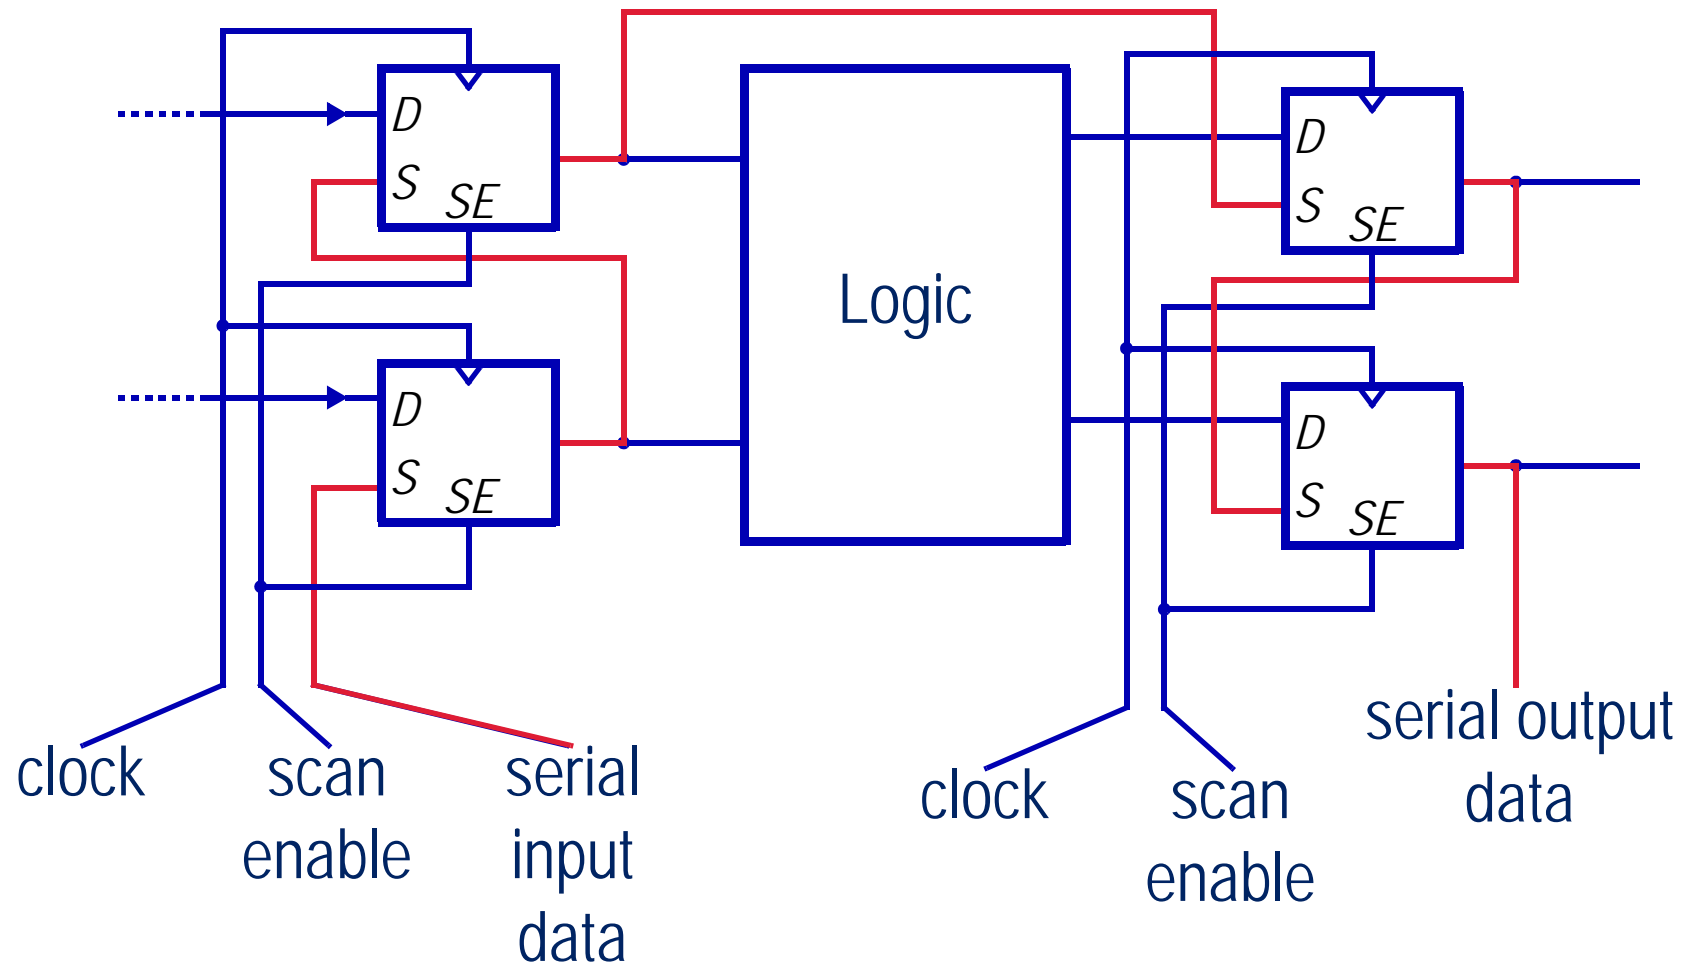 D
S
SE
D
S
SE
Logic
D
S
SE
D
S
SE
clock
scan
enable
serial
input
data
clock
scan
enable
serial output
data